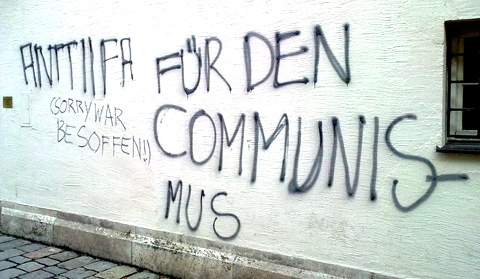 ANTTIIFA
(SORRY WAR
BESOFFEN!)
FÜR DEN
COMMUNIS-
MUS